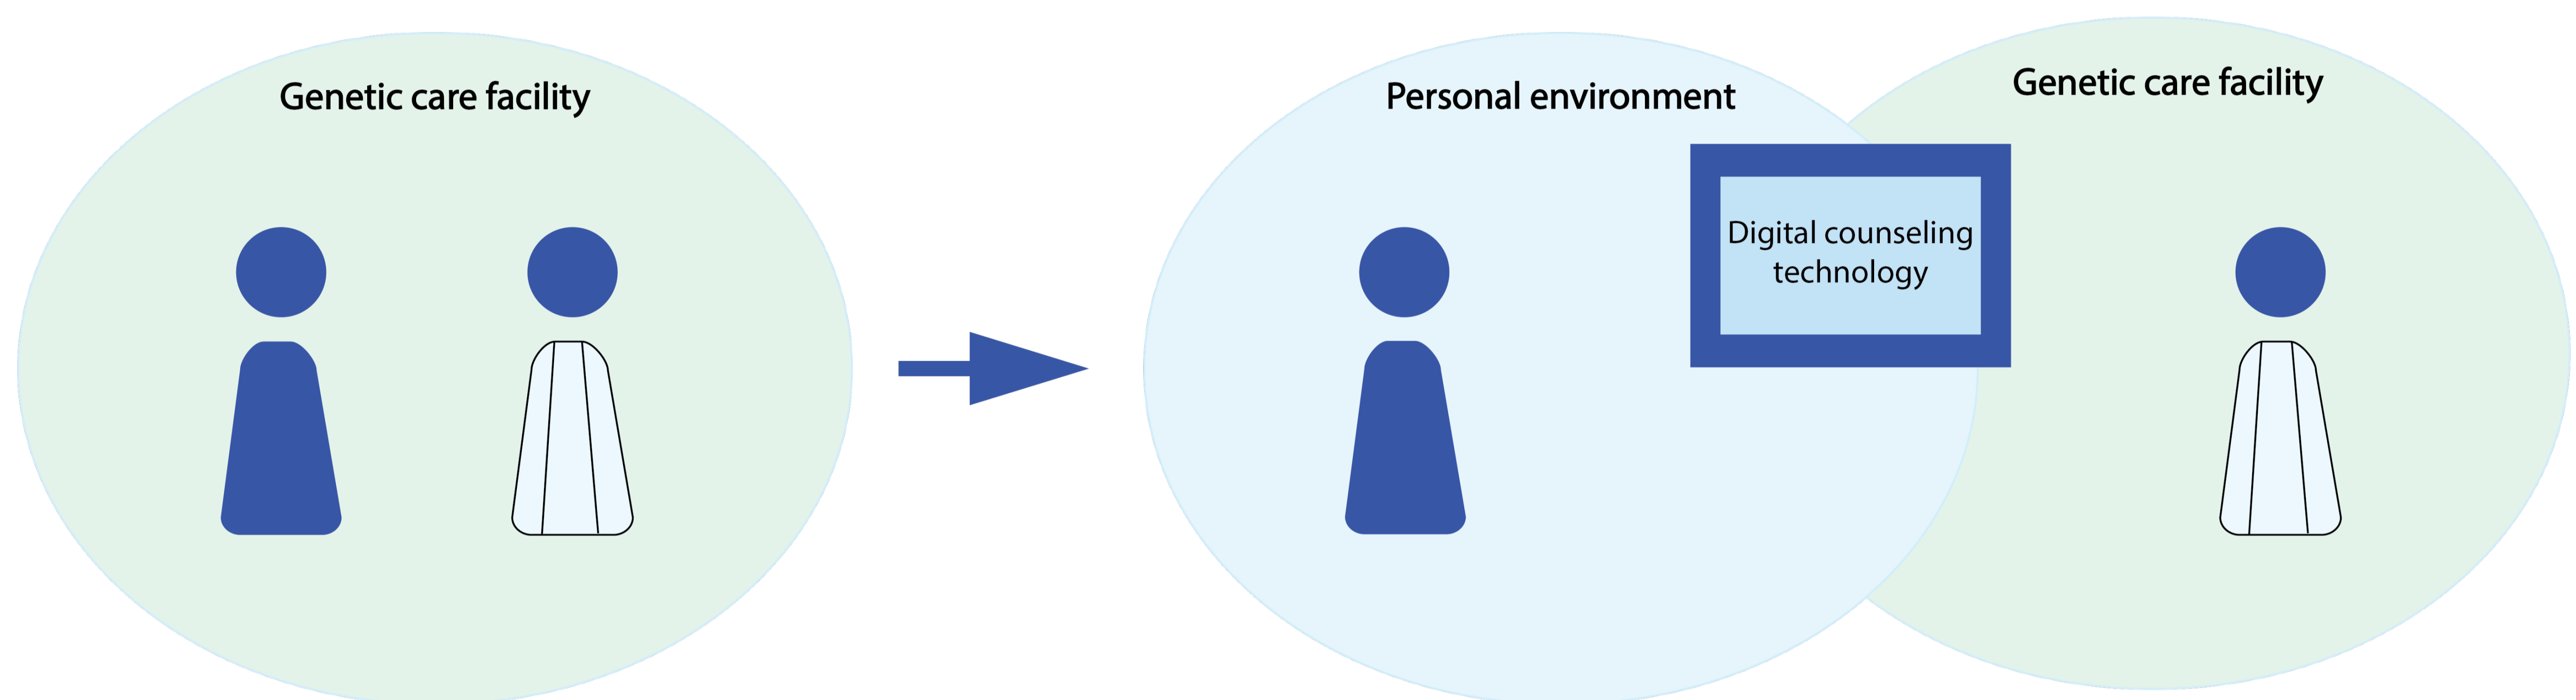 Genetic care facility
Personal environment
Genetic care facility
Digital counseling
technology